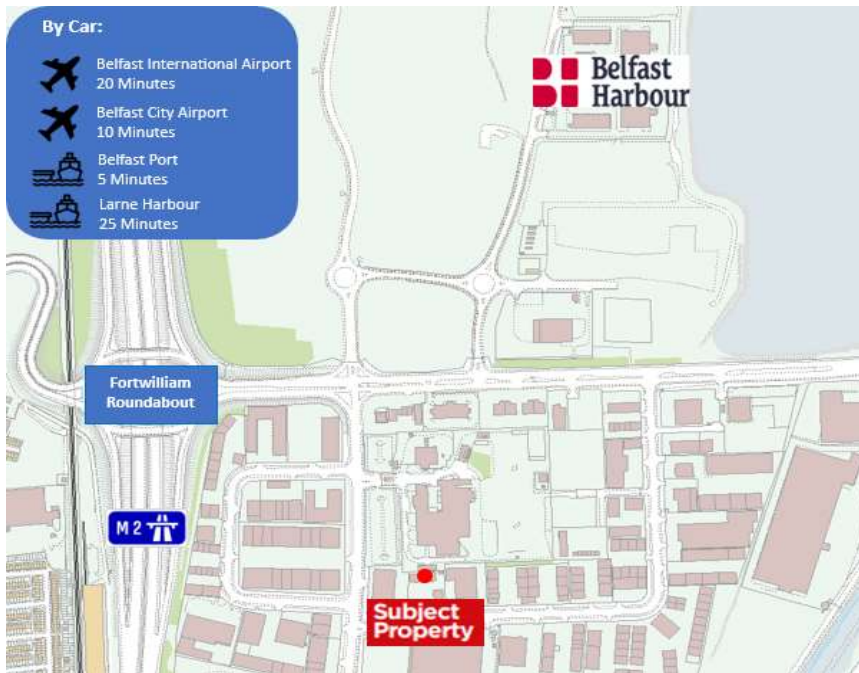 By Car:
Belfast International Airport
20 Minutes
Belfast City Airport
10 Minutes
Belfast Port
5 Minutes
Larne Harbour
25 Minutes
Belfast
Harbour
Fortwilliam
Roundabout
M2
Subject
Property